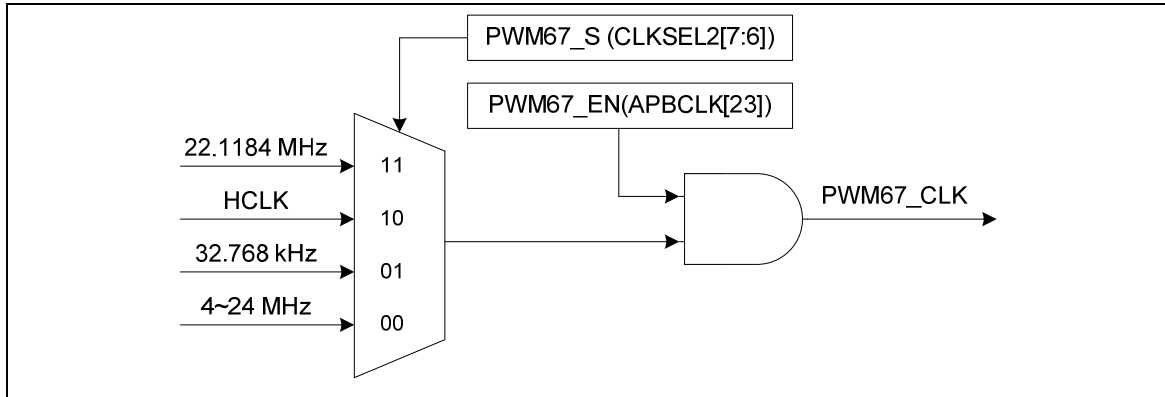 PWM67_S (CLKSEL2[7:6])
PWM67_EN(APBCLK[23])
22.1184 MHz
11
HCLK
10
PWM67_CLK
32.768 kHz
01
4~24 MHz
00